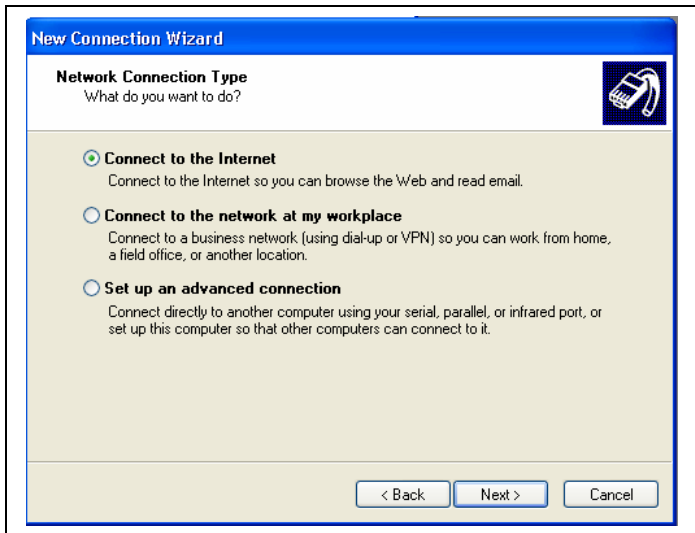 New Connection Wizard
Network Connection Type
What do you want to do?
Connect to the Internet
Connect to the Internet so you can browse the Web and read email.
Connect to the network at my workplace
Connect to a business network (using dial-up or VPN) so you can work from home,
a field office, or another location.
Set up an advanced connection
Connect directly to another computer using your serial, parallel, or infrared port, or
set up this computer so that other computers can connect to it.
< Back
Next >
Cancel